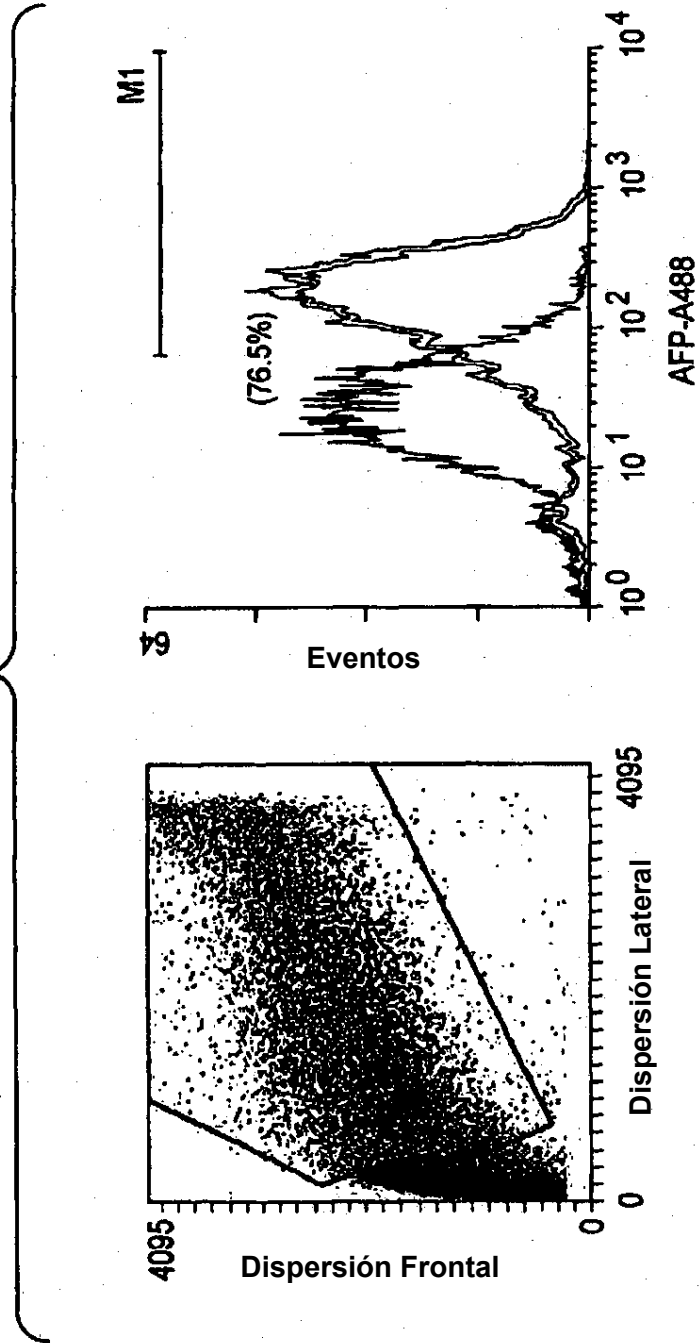 4095
Dispersión Frontal
0
0
4095
Dispersión Lateral
64
Eventos
M1
(76.5%)
10^0
10^1
10^2
10^3
10^4
AFP-A488